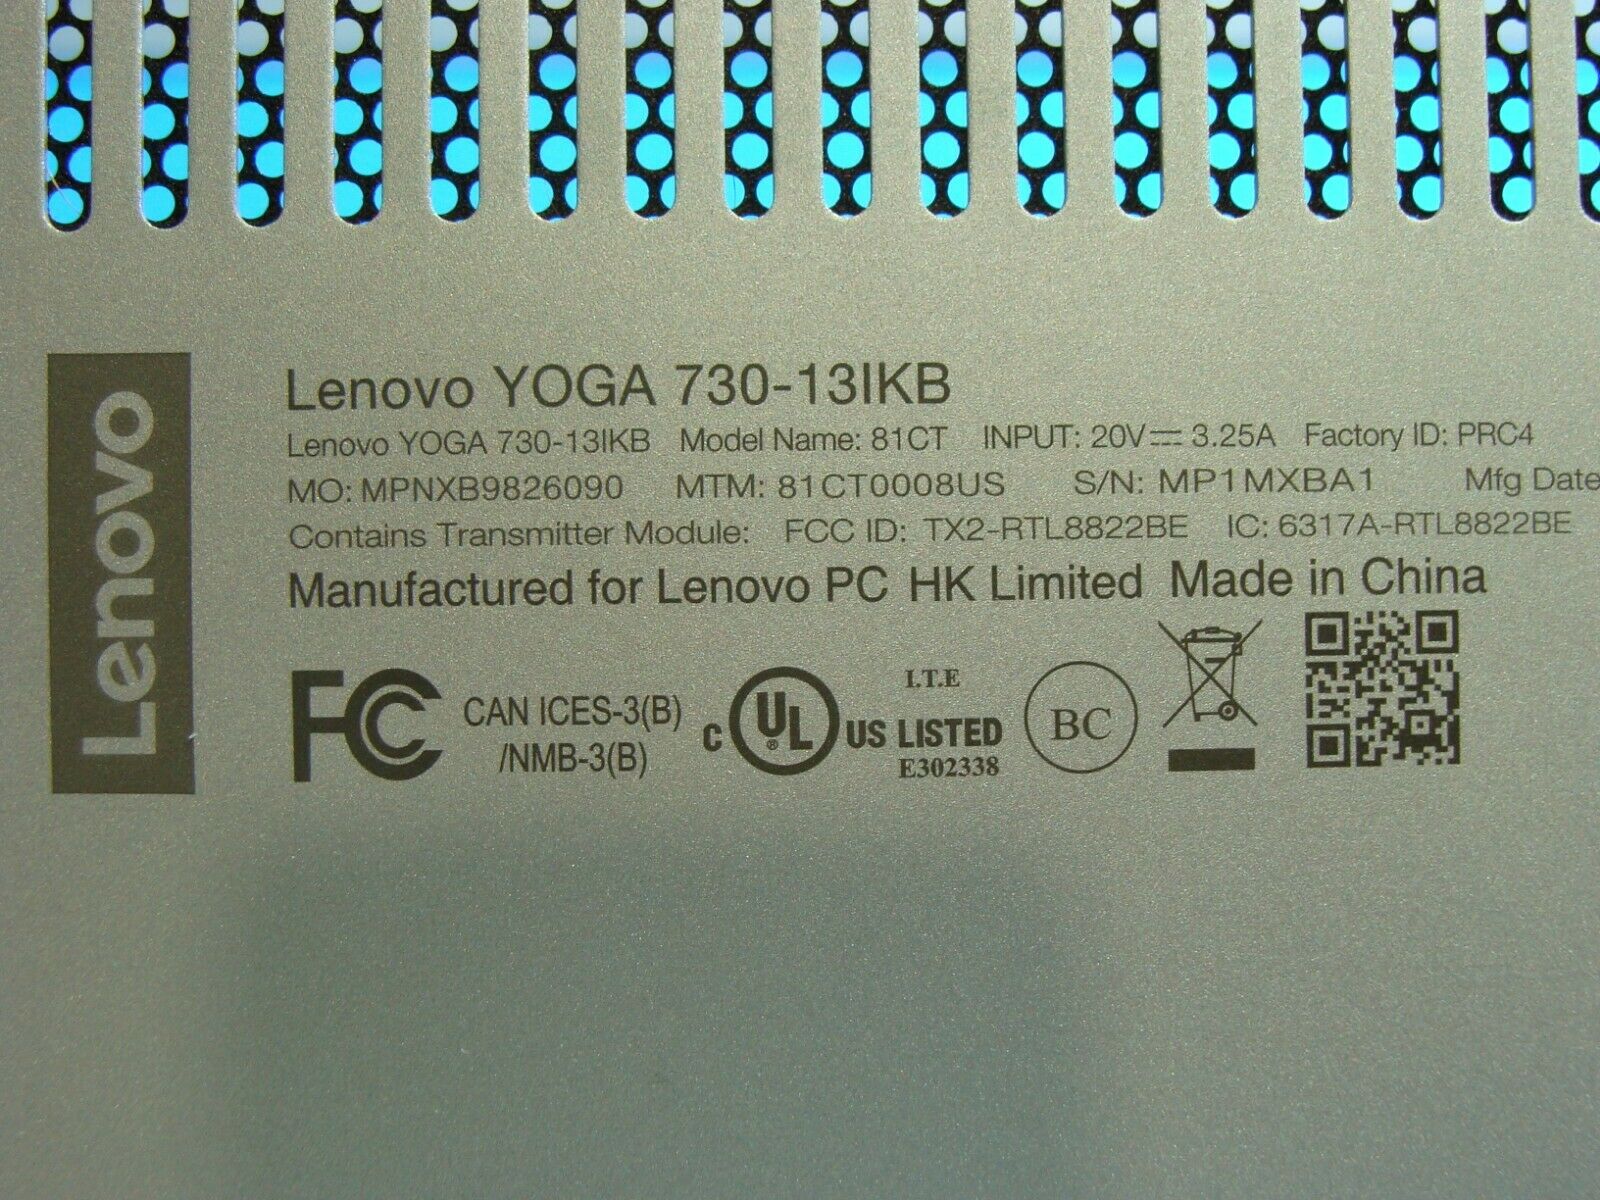 Lenovo
Lenovo YOGA 730-13IKB
Lenovo YOGA 730-13IKB Model Name: 81CT INPUT: 20V⎓3.25A Factory ID: PRC4
MO: MPNXB9826090 MTM: 81CT0008US S/N: MP1MXBA1 Mfg Date
Contains Transmitter Module: FCC ID: TX2-RTL8822BE IC: 6317A-RTL8822BE
Manufactured for Lenovo PC HK Limited Made in China
FC CAN ICES-3(B)
/NMB-3(B)
I.T.E
c UL ® US LISTED
E302338
BC